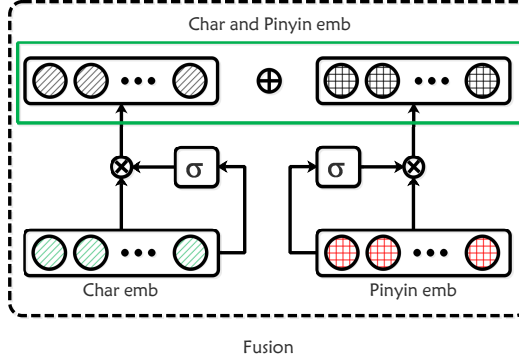 Char and Pinyin emb
σ
σ
Char emb
Pinyin emb
Fusion